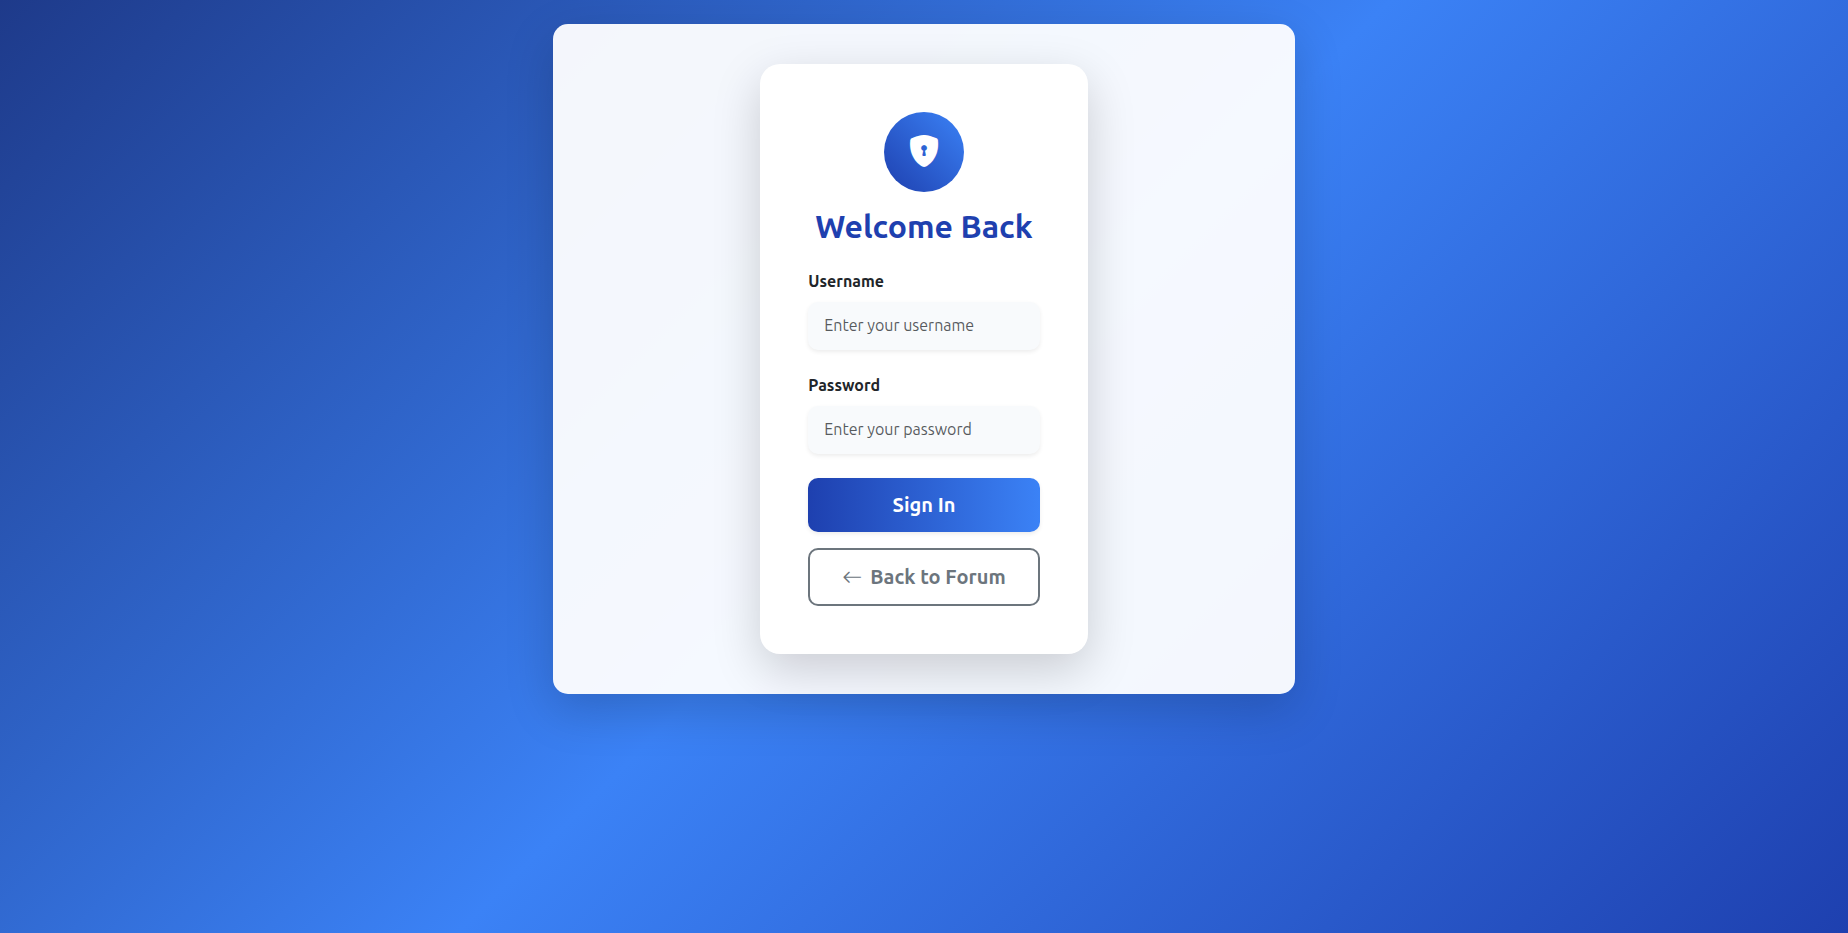 Welcome Back
Username
Enter your username
Password
Enter your password
Sign In
← Back to Forum